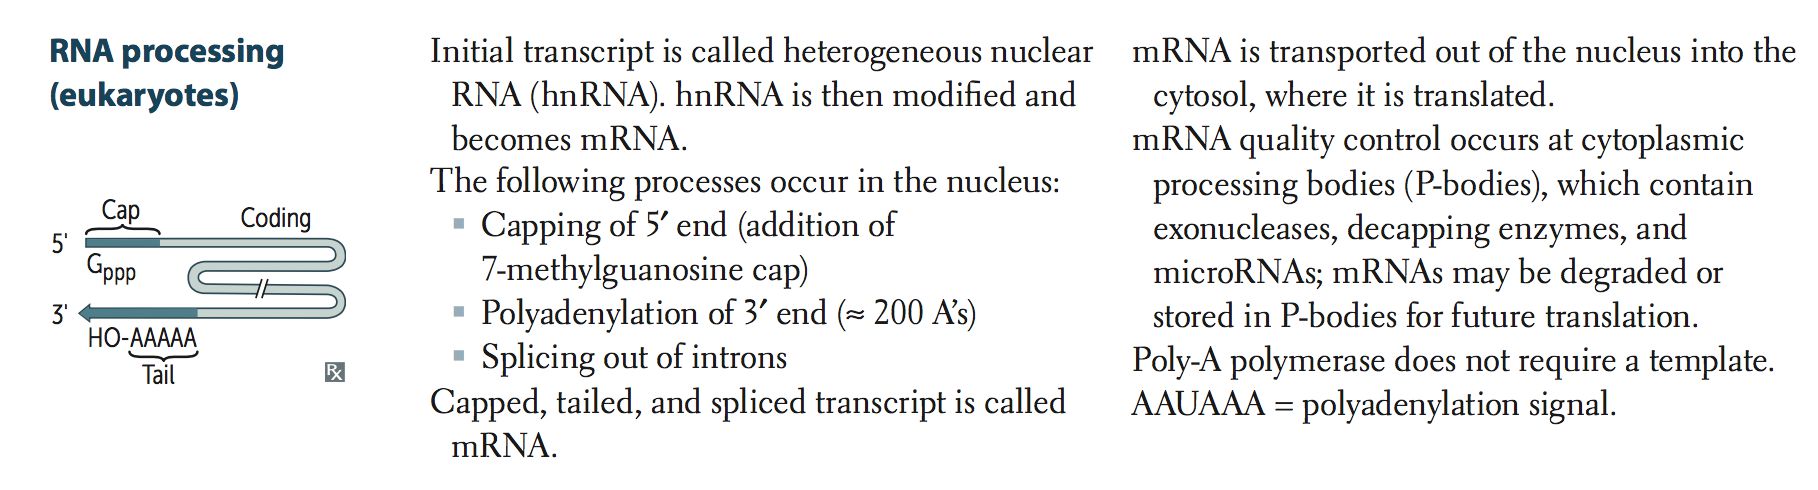 RNA processing
(eukaryotes)
Cap
Coding
5'
Gppp
3'
HO-AAAAA
Tail
Rx
Initial transcript is called heterogeneous nuclear
RNA (hnRNA). hnRNA is then modified and
becomes mRNA.
The following processes occur in the nucleus:
▪ Capping of 5′ end (addition of
7-methylguanosine cap)
▪ Polyadenylation of 3′ end (≈ 200 A’s)
▪ Splicing out of introns
Capped, tailed, and spliced transcript is called
mRNA.
mRNA is transported out of the nucleus into the
cytosol, where it is translated.
mRNA quality control occurs at cytoplasmic
processing bodies (P-bodies), which contain
exonucleases, decapping enzymes, and
microRNAs; mRNAs may be degraded or
stored in P-bodies for future translation.
Poly-A polymerase does not require a template.
AAUAAA = polyadenylation signal.